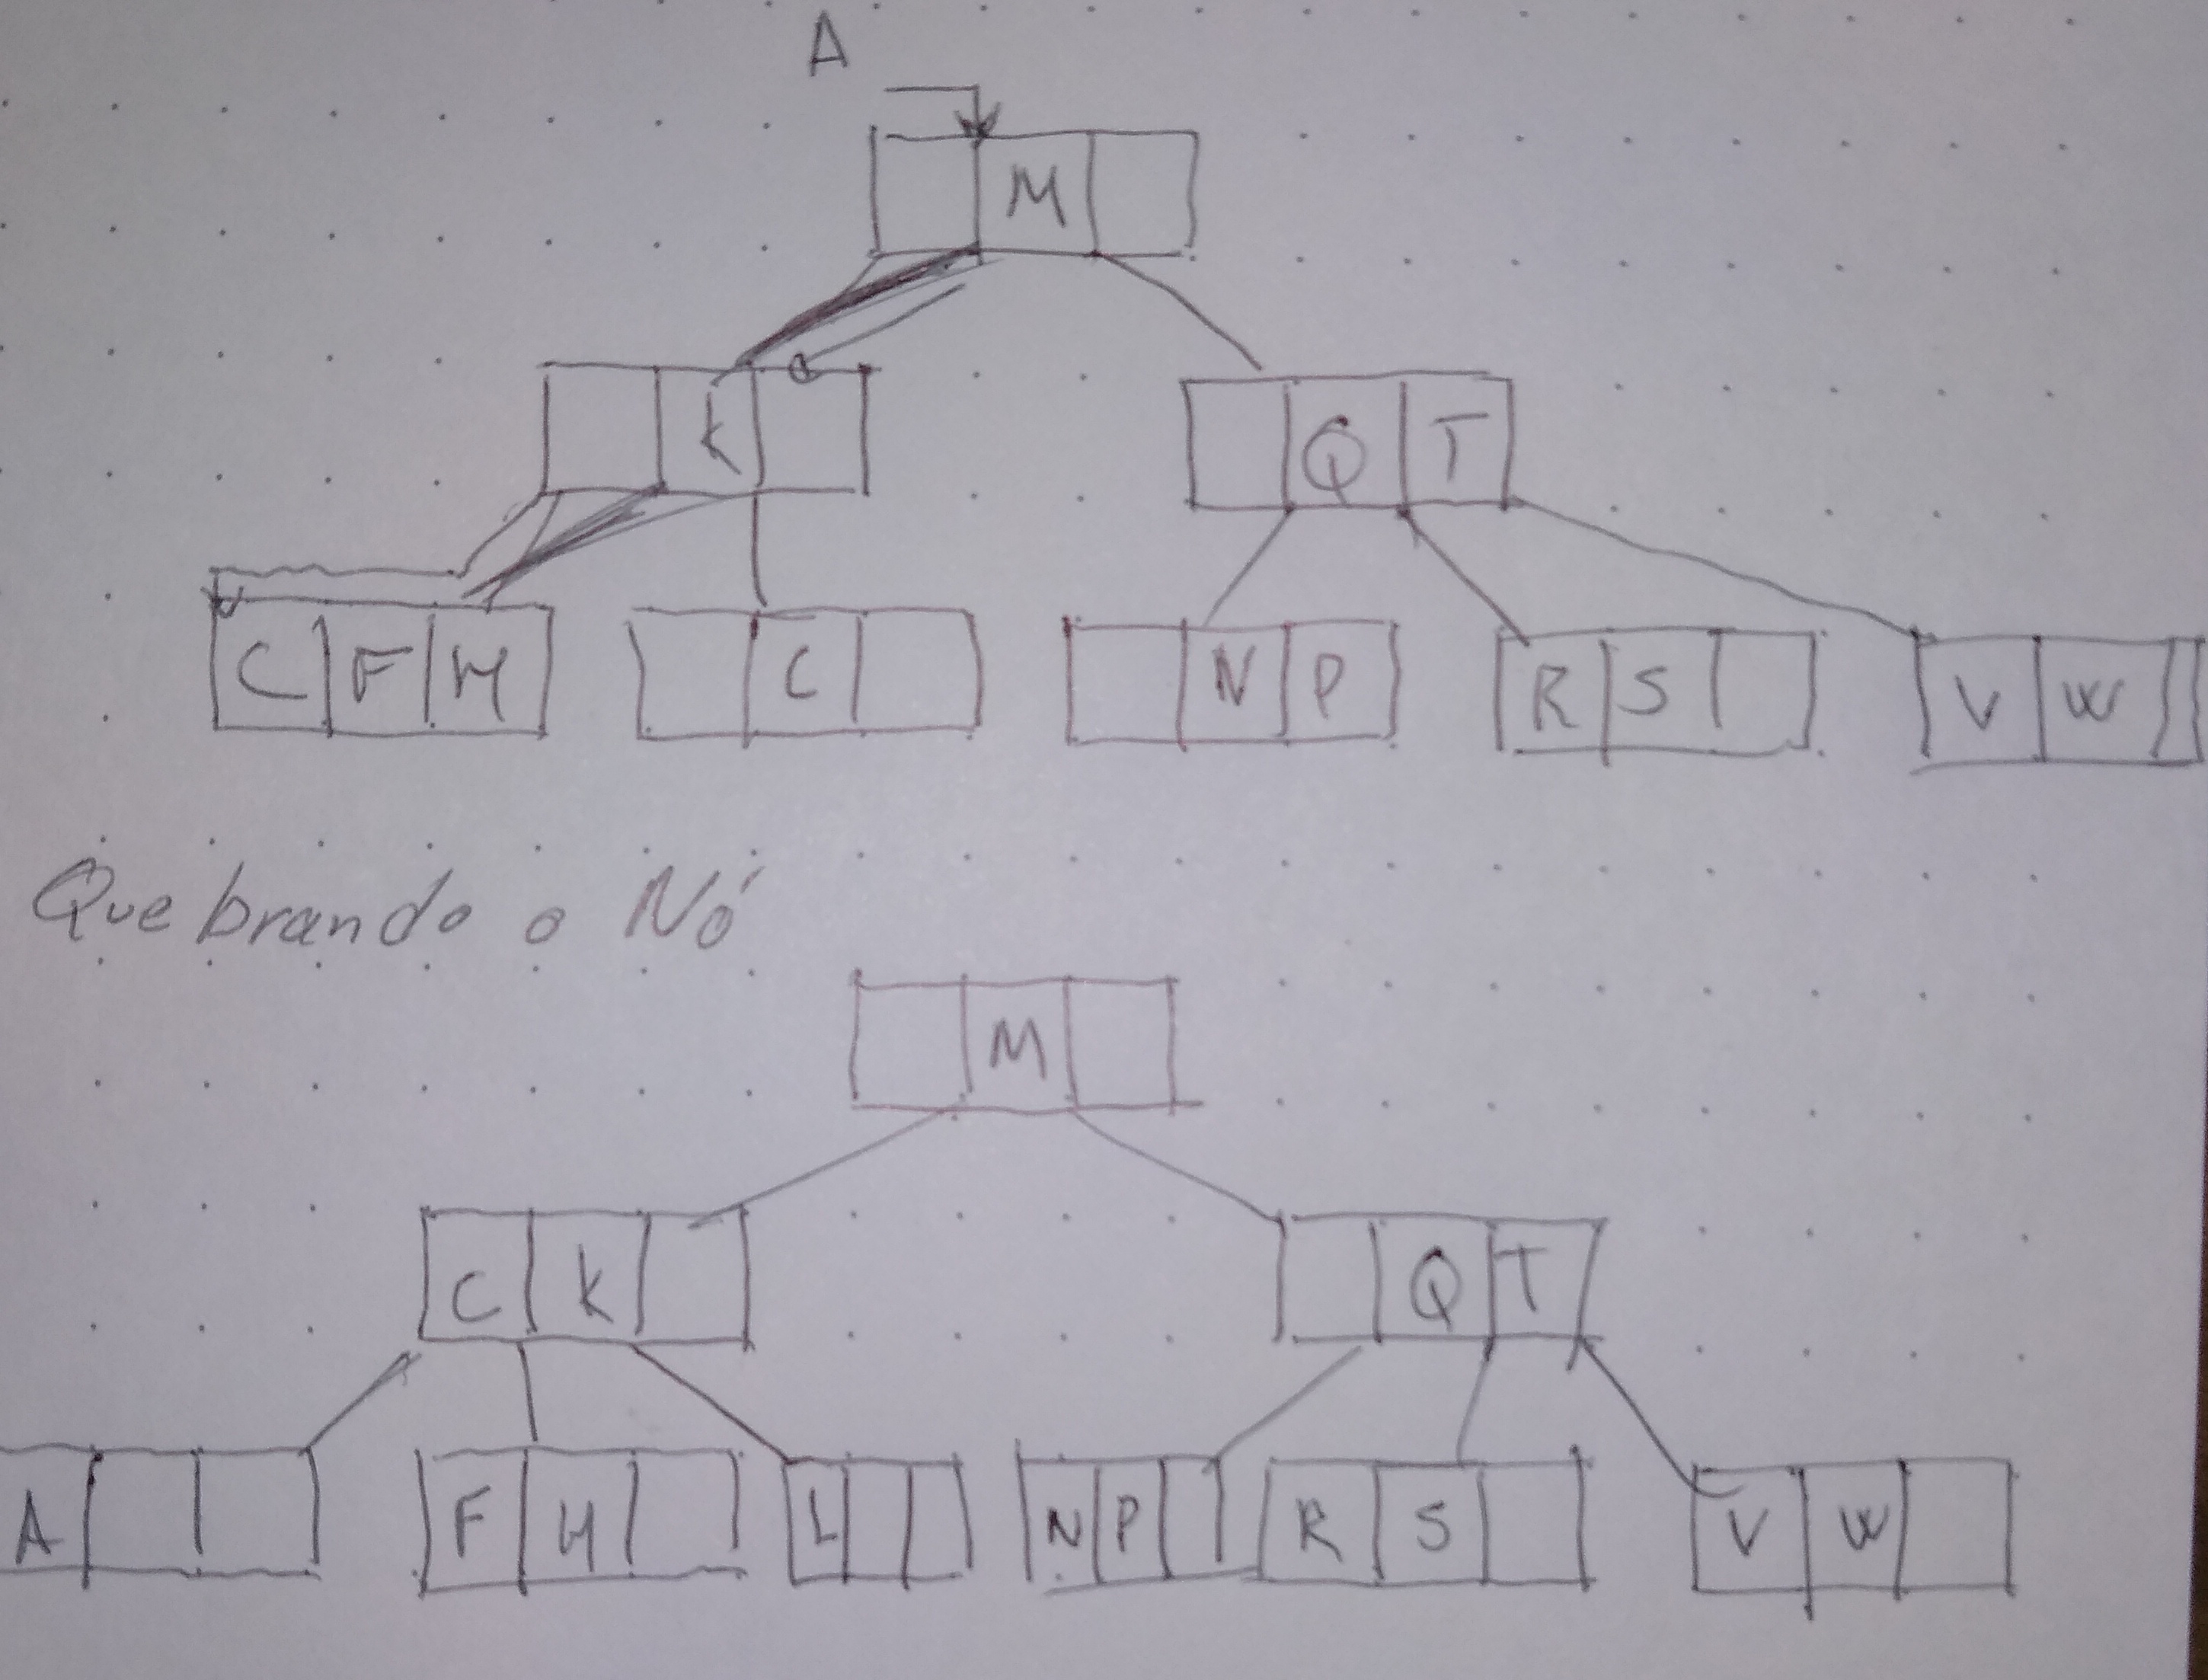 A
M
K Q T
C F H C N P R S V W
Quebrando o Nó
M
C K Q T
A F H L N P R S V W